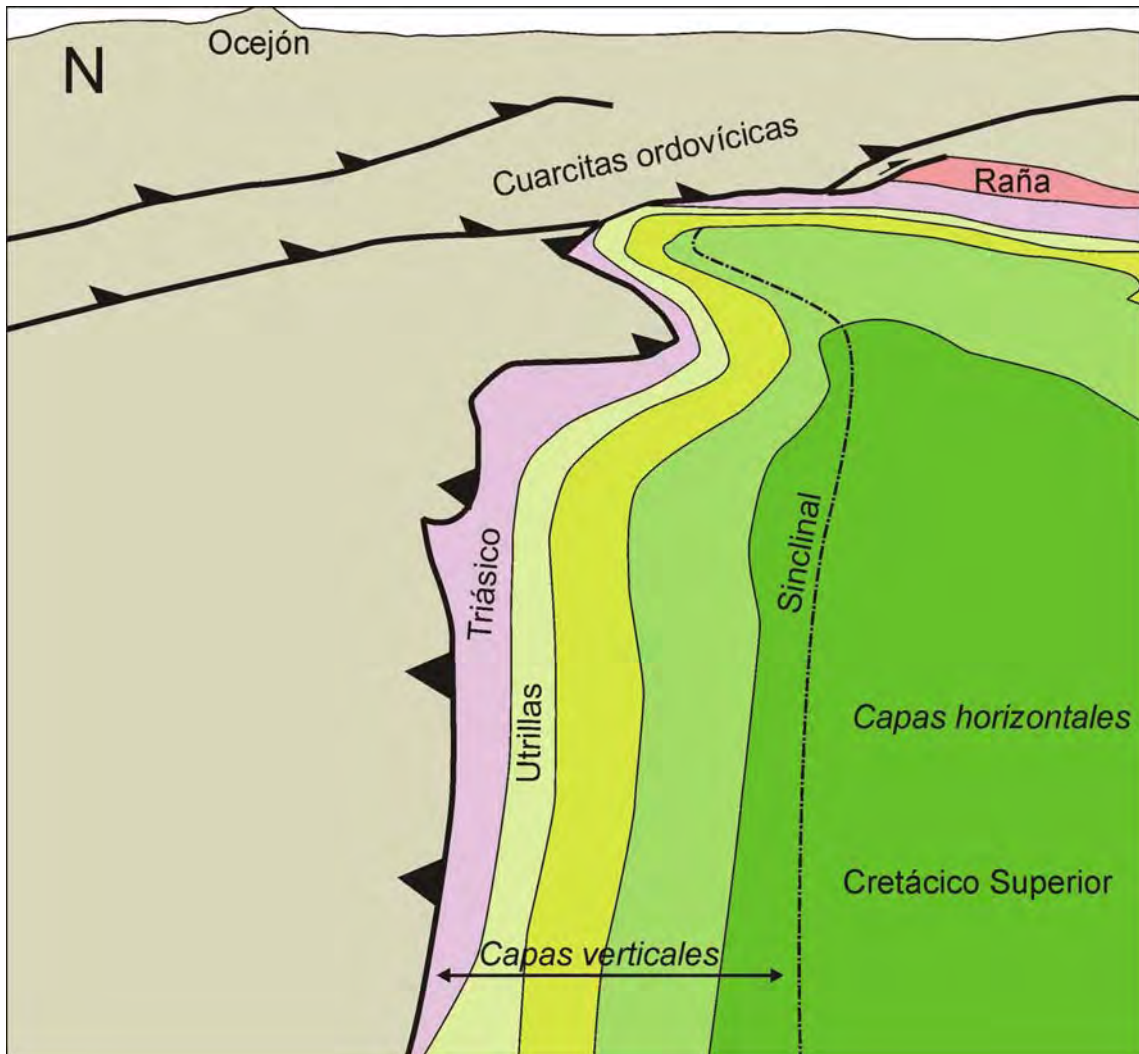 Ocejón
N
Cuarcitas ordovícicas
Raña
Triásico
Utrillas
Sinclinal
Capas horizontales
Cretácico Superior
Capas verticales